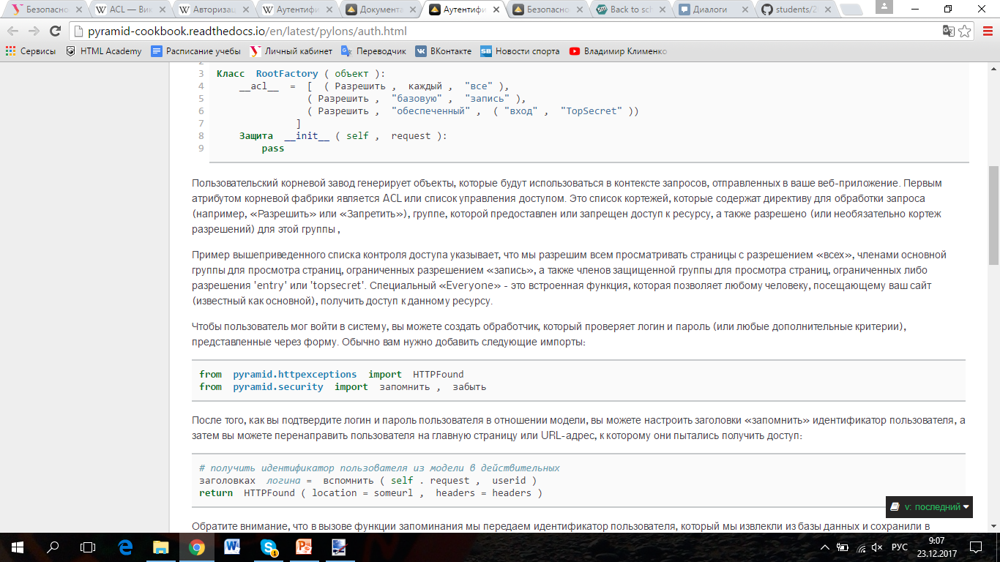 Безопасно
ACL — Вик
Авторизац
Аутентифи
Документа
Аутентифи
Безопасно
Back to sch
Диалоги
students/2
pyramid-cookbook.readthedocs.io/en/latest/pylons/auth.html
Сервисы
HTML Academy
Расписание учебы
Личный кабинет
Переводчик
ВКонтакте
Новости спорта
Владимир Клименко
2
3 Класс RootFactory ( объект ):
4 __acl__ = [ ( Разрешить , каждый , "все" ),
5 ( Разрешить , "базовую" , "запись" ),
6 ( Разрешить , "обеспеченный" , ( "вход" , "TopSecret" ))
7 ]
8 Защита __init__ ( self , request ):
9 pass
Пользовательский корневой завод генерирует объекты, которые будут использоваться в контексте запросов, отправленных в ваше веб-приложение. Первым
атрибутом корневой фабрики является ACL или список управления доступом. Это список кортежей, которые содержат директиву для обработки запроса
(например, «Разрешить» или «Запретить»), группе, которой предоставлен или запрещен доступ к ресурсу, а также разрешено (или необязательно кортеж
разрешений) для этой группы ,
Пример вышеприведенного списка контроля доступа указывает, что мы разрешим всем просматривать страницы с разрешением «всех», членами основной
группы для просмотра страниц, ограниченных разрешением «запись», а также членов защищенной группы для просмотра страниц, ограниченных либо
разрешения 'entry' или 'topsecret'. Специальный «Everyone» - это встроенная функция, которая позволяет любому человеку, посещающему ваш сайт
(известный как основной), получить доступ к данному ресурсу.
Чтобы пользователь мог войти в систему, вы можете создать обработчик, который проверяет логин и пароль (или любые дополнительные критерии),
представленные через форму. Обычно вам нужно добавить следующие импорты:
from pyramid.httpexceptions import HTTPFound
from pyramid.security import запомнить , забыть
После того, как вы подтвердите логин и пароль пользователя в отношении модели, вы можете настроить заголовки «запомнить» идентификатор пользователя, а
затем вы можете перенаправить пользователя на главную страницу или URL-адрес, к которому они пытались получить доступ:
# получить идентификатор пользователя из модели в действительных
заголовках логина = вспомнить ( self . request , userid )
return HTTPFound ( location = someurl , headers = headers )
v: последний
Обратите внимание, что в вызове функции запоминания мы передаем идентификатор пользователя, который мы извлекли из базы данных и сохранили в
1
РУС
9:07
23.12.2017